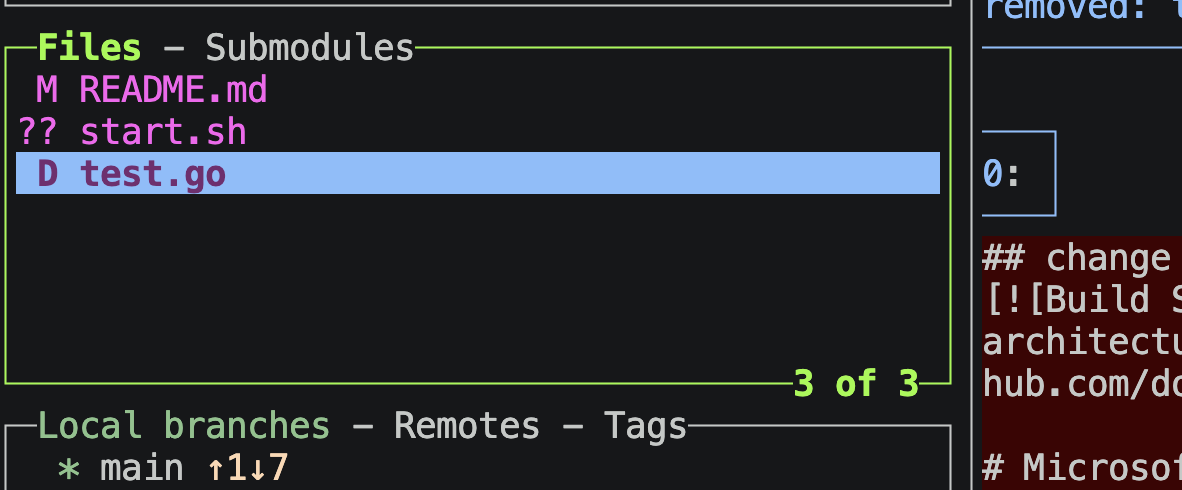 removed:
Files – Submodules
M README.md
?? start.sh
D test.go
3 of 3
Local branches – Remotes – Tags
* main ↑1↓7
0:
## change
[![Build
architectu
hub.com/do
# Microsof